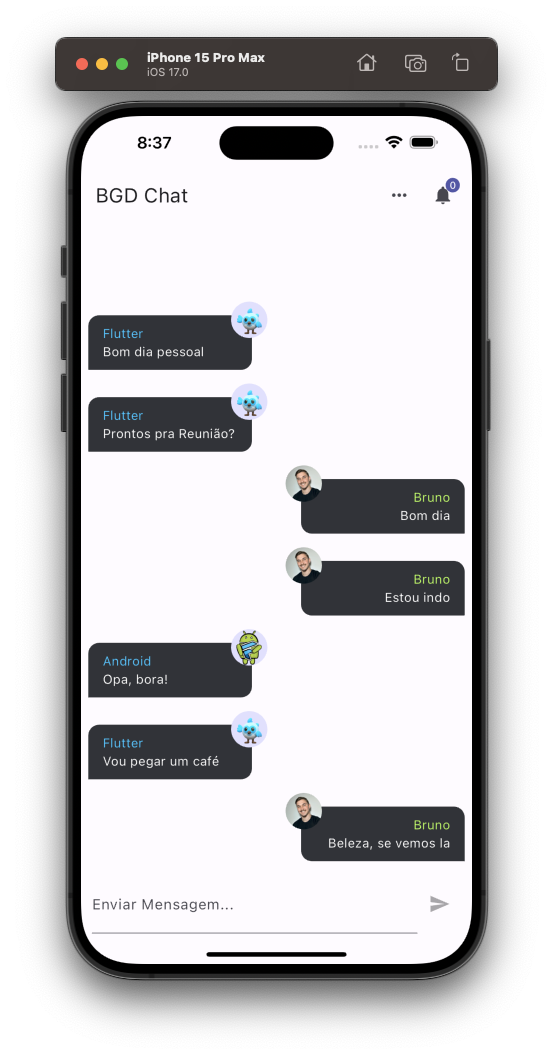 iPhone 15 Pro Max
iOS 17.0
8:37
BGD Chat
0
Flutter
Bom dia pessoal
Flutter
Prontos pra Reunião?
Bruno
Bom dia
Bruno
Estou indo
Android
Opa, bora!
Flutter
Vou pegar um café
Bruno
Beleza, se vemos la
Enviar Mensagem...